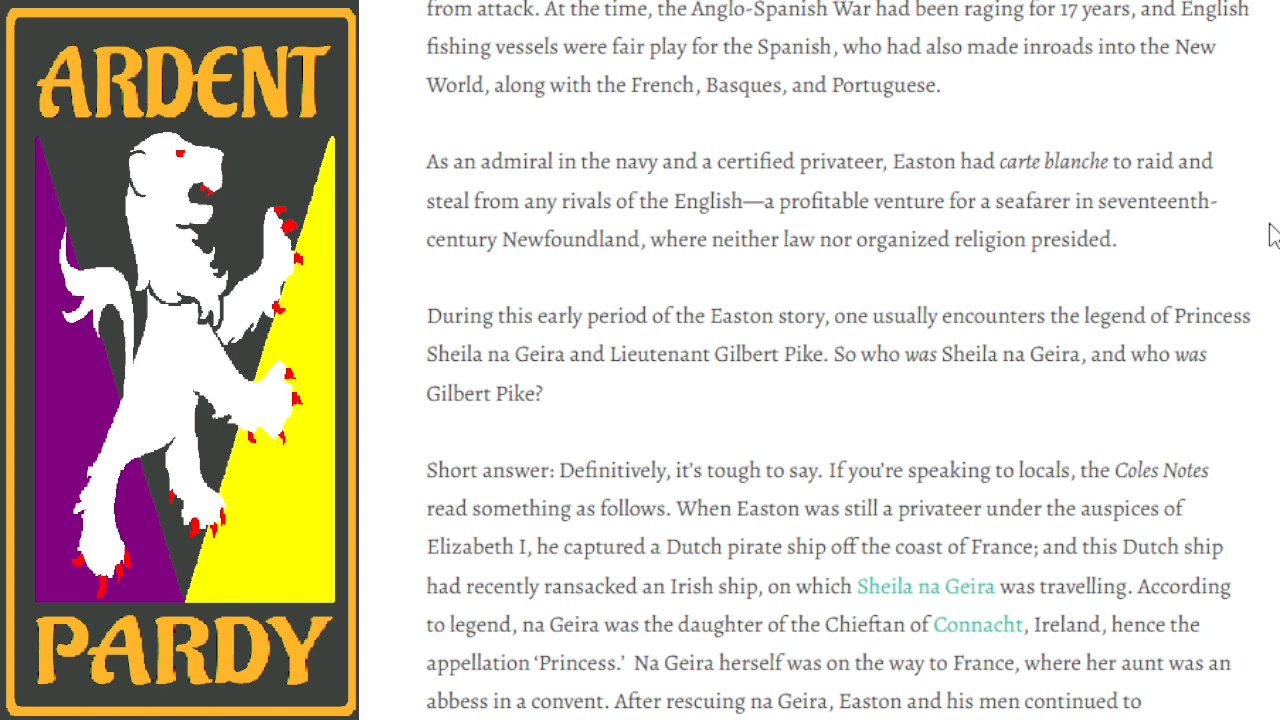 ARDENT
PARDY
from attack. At the time, the Anglo-Spanish War had been raging for 17 years, and English
fishing vessels were fair play for the Spanish, who had also made inroads into the New
World, along with the French, Basques, and Portuguese.
As an admiral in the navy and a certified privateer, Easton had carte blanche to raid and
steal from any rivals of the English—a profitable venture for a seafarer in seventeenth-
century Newfoundland, where neither law nor organized religion presided.
During this early period of the Easton story, one usually encounters the legend of Princess
Sheila na Geira and Lieutenant Gilbert Pike. So who was Sheila na Geira, and who was
Gilbert Pike?
Short answer: Definitively, it’s tough to say. If you’re speaking to locals, the Coles Notes
read something as follows. When Easton was still a privateer under the auspices of
Elizabeth I, he captured a Dutch pirate ship off the coast of France; and this Dutch ship
had recently ransacked an Irish ship, on which Sheila na Geira was travelling. According
to legend, na Geira was the daughter of the Chieftan of Connacht, Ireland, hence the
appellation ‘Princess.’ Na Geira herself was on the way to France, where her aunt was an
abbess in a convent. After rescuing na Geira, Easton and his men continued to